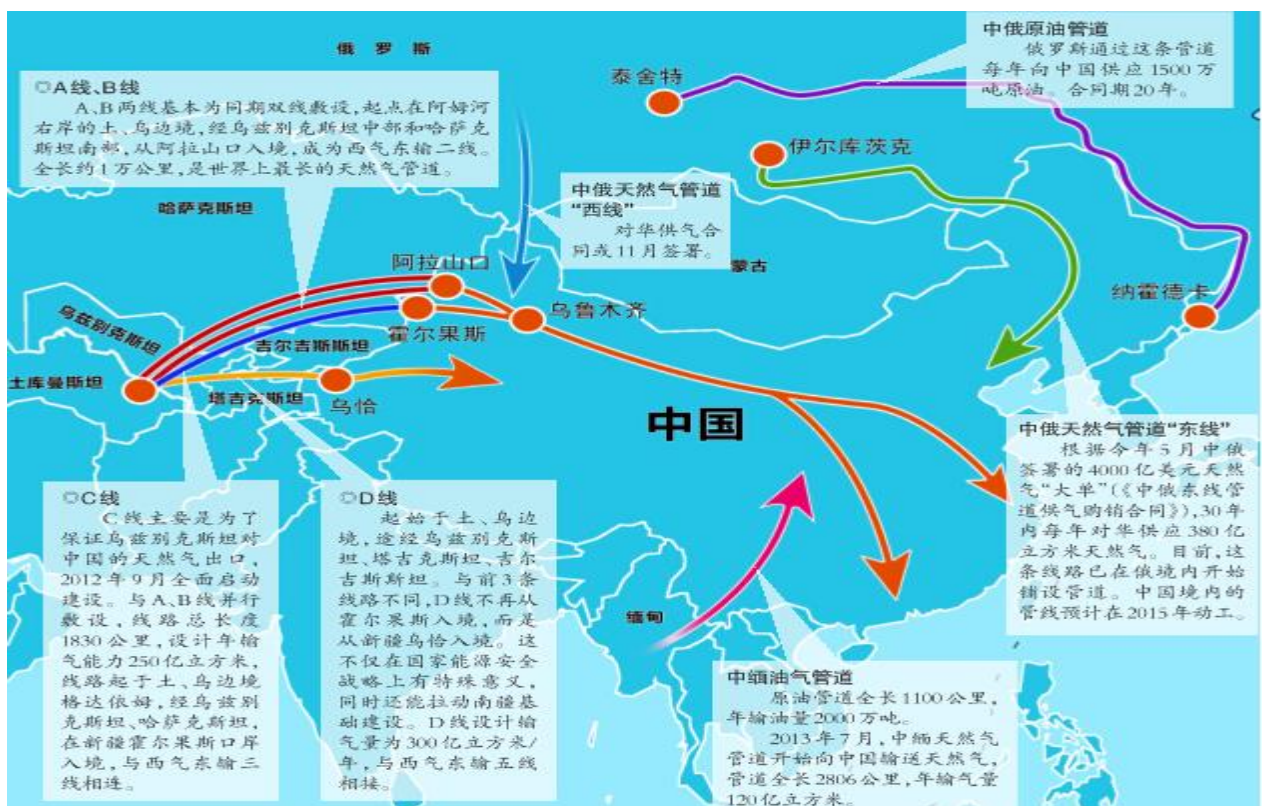 俄罗斯
◎A线、B线
A、B两线基本为同期双线敷设,起点在阿姆河
右岸的土、乌边境,经乌兹别克斯坦中部和哈萨克
斯坦南部,从阿拉山口入境,成为西气东输二线。
全长约1万公里,是世界上最长的天然气管道。
哈萨克斯坦
泰舍特
中俄原油管道
俄罗斯通过这条管道
每年向中国供应1500万
吨原油。合同期20年。
伊尔库茨克
中俄天然气管道
“西线”
对华供气合
同或11月签署。
蒙古
阿拉山口
乌鲁木齐
霍尔果斯
纳霍德卡
乌兹别克斯坦
吉尔吉斯斯坦
土库曼斯坦
塔吉克斯坦
乌恰
中国
中俄天然气管道“东线”
根据今年5月中俄
签署的4000亿美元天然
气“大单”(《中俄东线管
道供气购销合同》),30年
内每年对华供应380亿
立方米天然气。目前,这
条线路已在俄境内开始
铺设管道。中国境内的
管线预计在2015年动工。
◎C线
C线主要是为了
保证乌兹别克斯坦对
中国的天然气出口,
2012年9月全面启动
建设。与A、B线并行
敷设,线路总长度
1830公里,设计年输
气能力250亿立方米,
线路起于土、乌边境
格达依姆,经乌兹别
克斯坦、哈萨克斯坦,
在新疆霍尔果斯口岸
入境,与西气东输三
线相连。
◎D线
起始于土、乌边
境,途经乌兹别克斯
坦、塔吉克斯坦、吉尔
吉斯斯坦。与前3条
线路不同,D线不再从
霍尔果斯入境,而是
从新疆乌恰入境。这
不仅在国家能源安全
战略上有特殊意义,
同时还能拉动南疆基
础建设。D线设计输
气量为300亿立方米/
年,与西气东输五线
相接。
缅甸
中缅油气管道
原油管道全长1100公里,
年输油量2000万吨。
2013年7月,中缅天然气
管道开始向中国输送天然气,
管道全长2806公里,年输气量
120亿立方米。